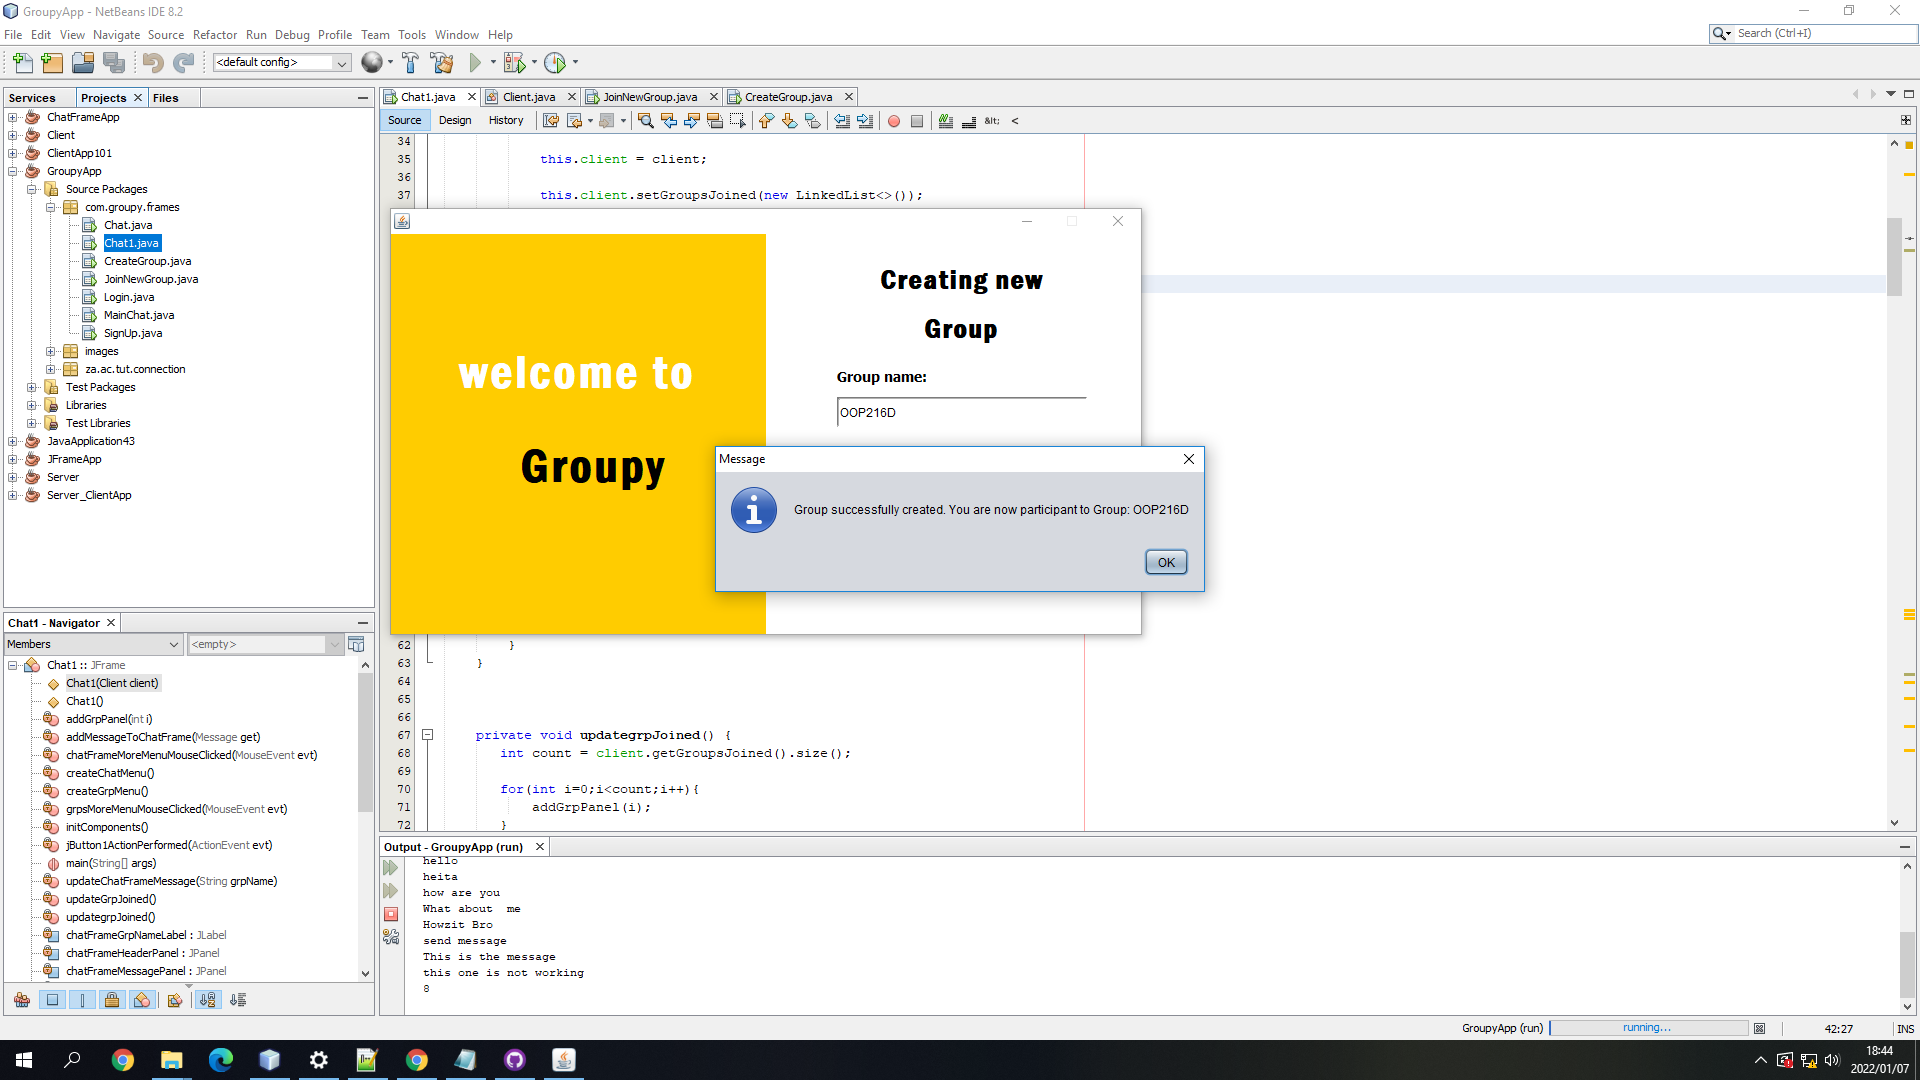 GroupyApp - NetBeans IDE 8.2
File Edit View Navigate Source Refactor Run Debug Profile Team Tools Window Help
Search (Ctrl+I)
<default config>
Services Projects Files
ChatFrameApp
Client
ClientApp101
GroupyApp
Source Packages
com.groupy.frames
Chat.java
Chat1.java
CreateGroup.java
JoinNewGroup.java
Login.java
MainChat.java
SignUp.java
images
za.ac.tut.connection
Test Packages
Libraries
Test Libraries
JavaApplication43
JFrameApp
Server
Server_ClientApp
Chat1 - Navigator
Members <empty>
Chat1 :: JFrame
Chat1(Client client)
Chat1()
addGrpPanel(int i)
addMessageToChatFrame(Message get)
chatFrameMoreMenuMouseClicked(MouseEvent evt)
createChatMenu()
createGrpMenu()
grpsMoreMenuMouseClicked(MouseEvent evt)
initComponents()
jButton1ActionPerformed(ActionEvent evt)
main(String[] args)
updateChatFrameMessage(String grpName)
updateGrpJoined()
updategrpJoined()
chatFrameGrpNameLabel : JLabel
chatFrameHeaderPanel : JPanel
chatFrameMessagePanel : JPanel
Chat1.java Client.java JoinNewGroup.java CreateGroup.java
Source Design History &lt; <
34
35 this.client = client;
36
37 this.client.setGroupsJoined(new LinkedList<>());
welcome to
Groupy
Creating new
Group
Group name:
OOP216D
Message
Group successfully created. You are now participant to Group: OOP216D
OK
62 }
63 }
64
65
66
67 private void updategrpJoined() {
68 int count = client.getGroupsJoined().size();
69
70 for(int i=0;i<count;i++){
71 addGrpPanel(i);
72 }
Output - GroupyApp (run)
hello
heita
how are you
What about  me
Howzit Bro
send message
This is the message
this one is not working
8
GroupyApp (run) running... 42:27 INS
18:44
2022/01/07